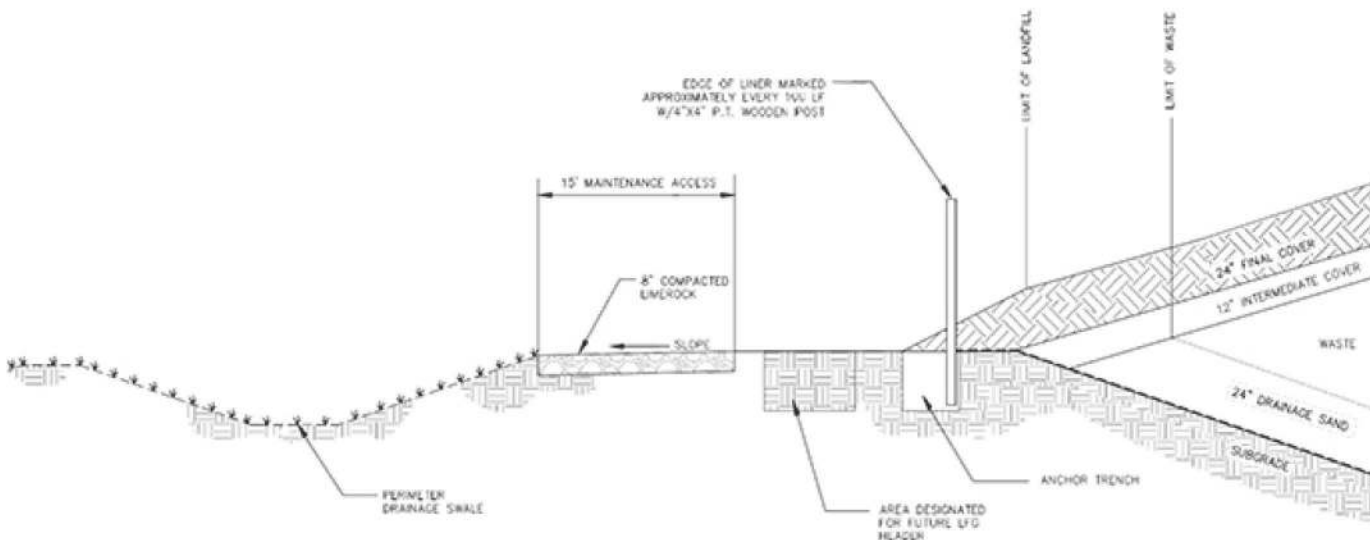 LIMIT OF LANDFILL
LIMIT OF WASTE
EDGE OF LINER MARKED
APPROXIMATELY EVERY 100 LF
W/4"X4" P.T. WOODEN POST
15' MAINTENANCE ACCESS
8" COMPACTED
LIMEROCK
SLOPE
24" FINAL COVER
12" INTERMEDIATE COVER
WASTE
24" DRAINAGE SAND
SUBGRADE
ANCHOR TRENCH
PERIMETER
DRAINAGE SWALE
AREA DESIGNATED
FOR FUTURE LFG
HEADER